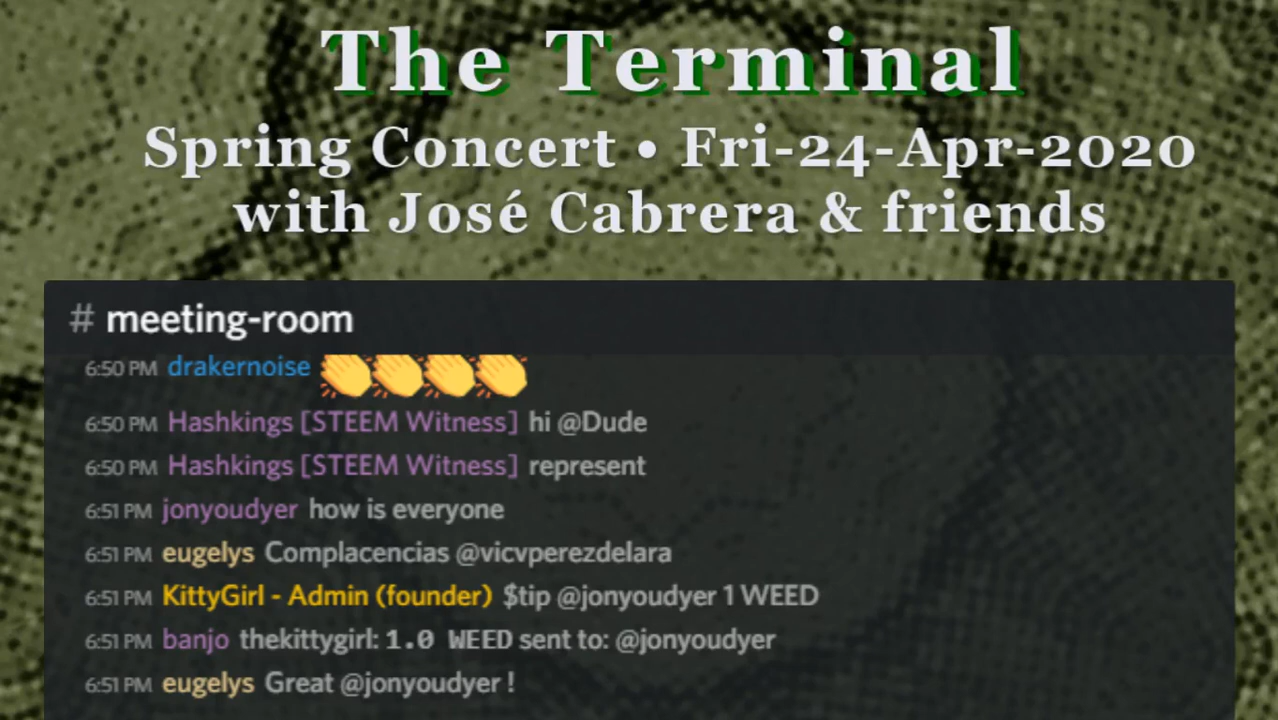 The Terminal
Spring Concert • Fri-24-Apr-2020
with José Cabrera & friends
# meeting-room
6:50 PM drakernoise 👏👏👏👏
6:50 PM Hashkings [STEEM Witness] hi @Dude
6:50 PM Hashkings [STEEM Witness] represent
6:51 PM jonyoudyer how is everyone
6:51 PM eugelys Complacencias @vicvperezdelara
6:51 PM KittyGirl - Admin (founder) $tip @jonyoudyer 1 WEED
6:51 PM banjo thekittygirl: 1.0 WEED sent to: @jonyoudyer
6:51 PM eugelys Great @jonyoudyer !